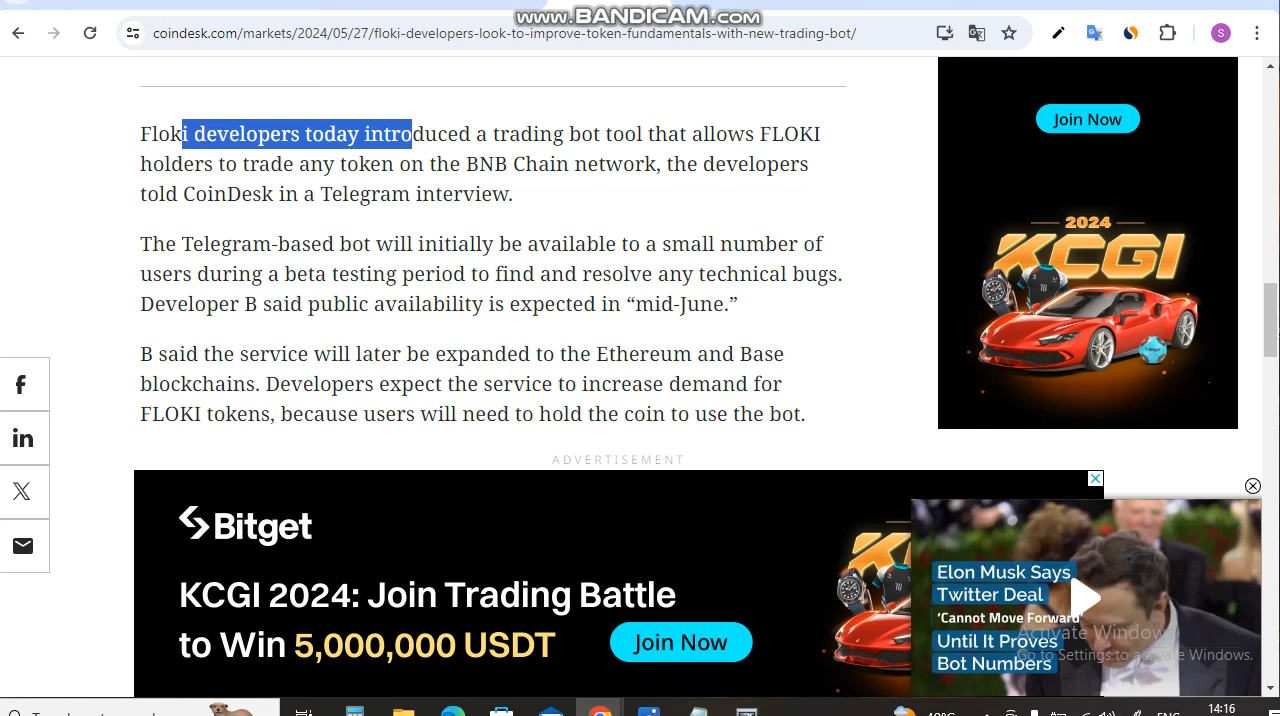 www.BANDICAM.com
coindesk.com/markets/2024/05/27/floki-developers-look-to-improve-token-fundamentals-with-new-trading-bot/
S
Floki developers today introduced a trading bot tool that allows FLOKI
holders to trade any token on the BNB Chain network, the developers
told CoinDesk in a Telegram interview.
The Telegram-based bot will initially be available to a small number of
users during a beta testing period to find and resolve any technical bugs.
Developer B said public availability is expected in “mid-June.”
B said the service will later be expanded to the Ethereum and Base
blockchains. Developers expect the service to increase demand for
FLOKI tokens, because users will need to hold the coin to use the bot.
Join Now
2024
KCGI
ADVERTISEMENT
Bitget
KCGI 2024: Join Trading Battle
to Win 5,000,000 USDT
Join Now
Elon Musk Says
Twitter Deal
‘Cannot Move Forward’
Until It Proves
Bot Numbers
Activate Windows
Go to Settings to activate Windows.
14:16